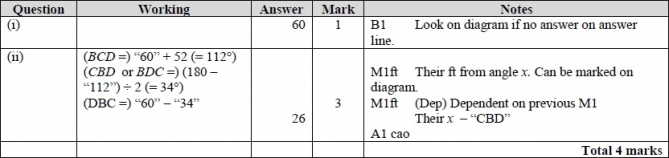 Question Working Answer Mark Notes
(i) 60 1 B1 Look on diagram if no answer on answer
line.
(ii) (BCD =) “60” + 52 (= 112°)
(CBD or BDC =) (180 –
“112”) ÷ 2 (= 34°)
(DBC =) “60” – “34”
26
3
M1ft Their ft from angle x. Can be marked on
diagram.
M1ft (Dep) Dependent on previous M1
Their x – “CBD”
A1 cao
Total 4 marks